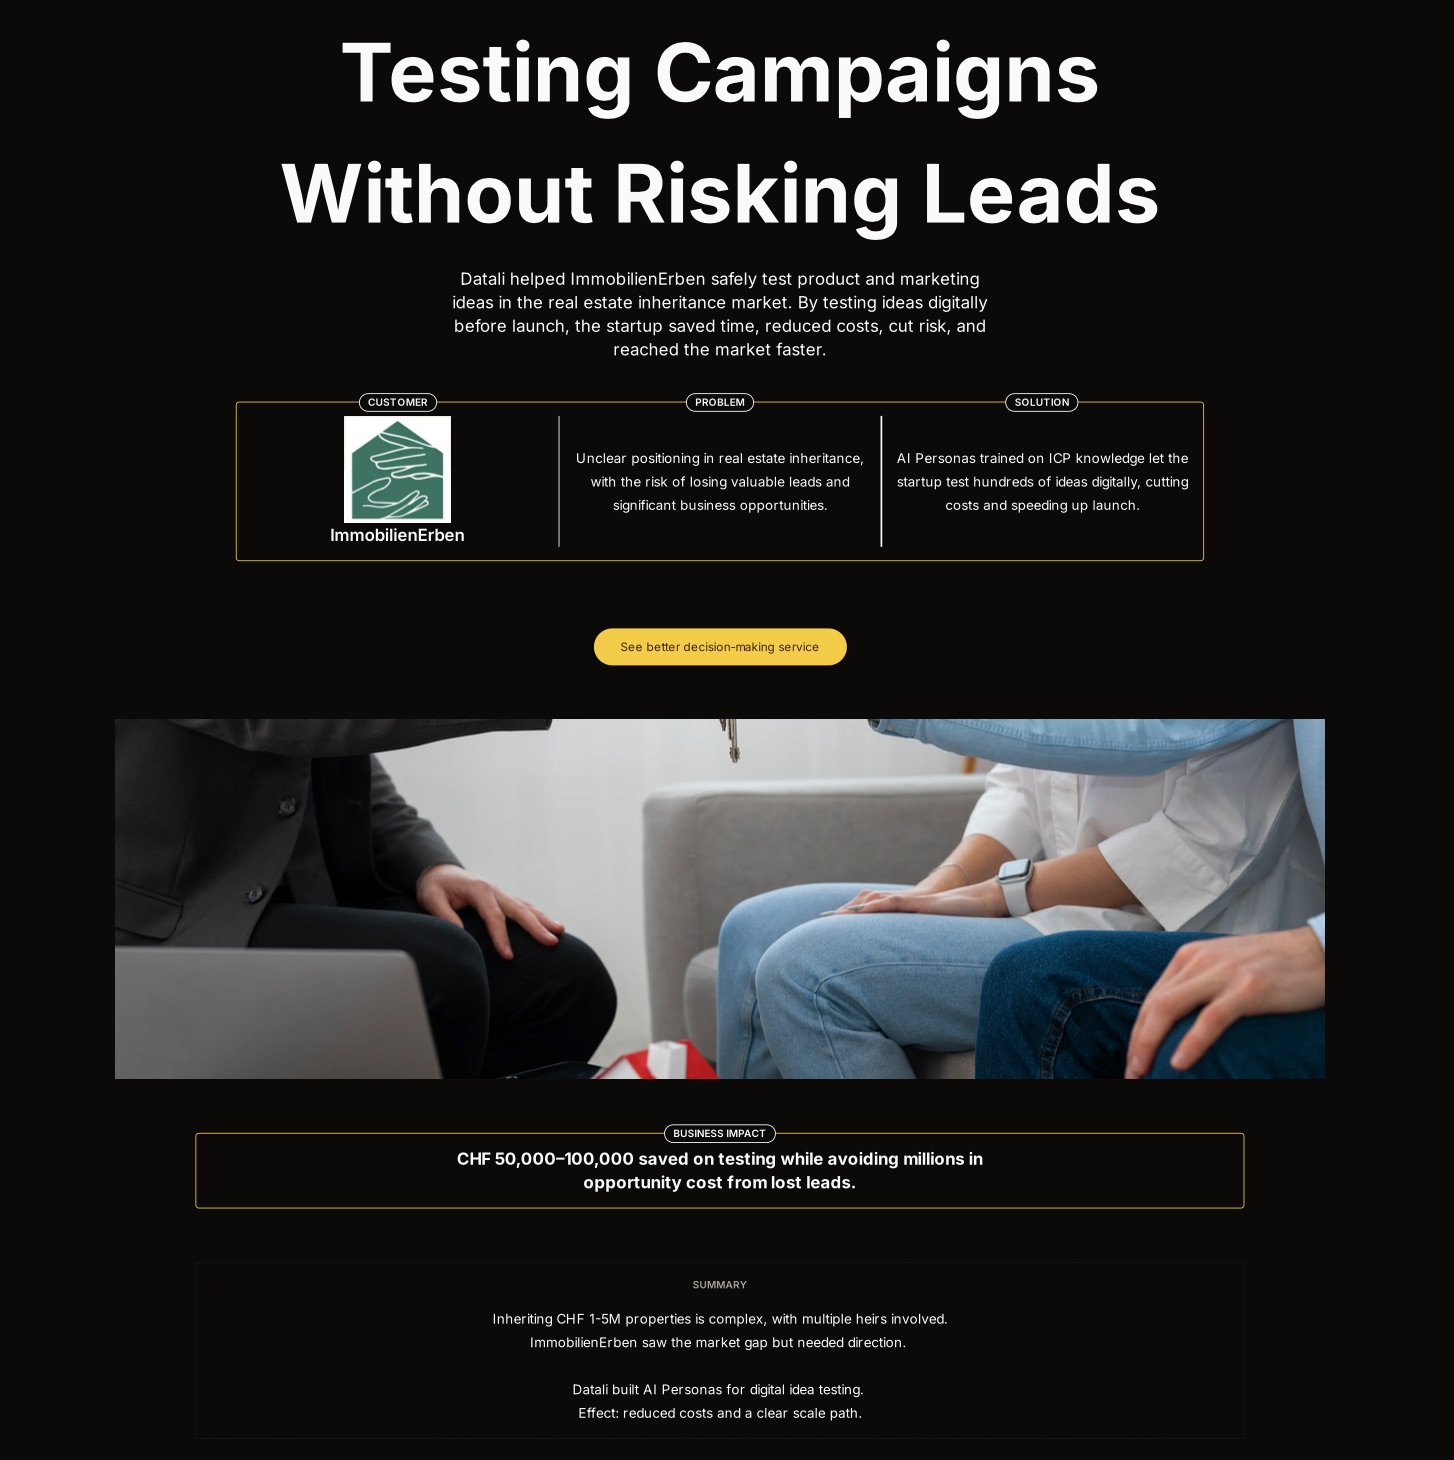 Testing Campaigns
Without Risking Leads
Datali helped ImmobilienErben safely test product and marketing
ideas in the real estate inheritance market. By testing ideas digitally
before launch, the startup saved time, reduced costs, cut risk, and
reached the market faster.
CUSTOMER
ImmobilienErben
PROBLEM
Unclear positioning in real estate inheritance,
with the risk of losing valuable leads and
significant business opportunities.
SOLUTION
AI Personas trained on ICP knowledge let the
startup test hundreds of ideas digitally, cutting
costs and speeding up launch.
See better decision-making service
BUSINESS IMPACT
CHF 50,000–100,000 saved on testing while avoiding millions in
opportunity cost from lost leads.
SUMMARY
Inheriting CHF 1-5M properties is complex, with multiple heirs involved.
ImmobilienErben saw the market gap but needed direction.
Datali built AI Personas for digital idea testing.
Effect: reduced costs and a clear scale path.